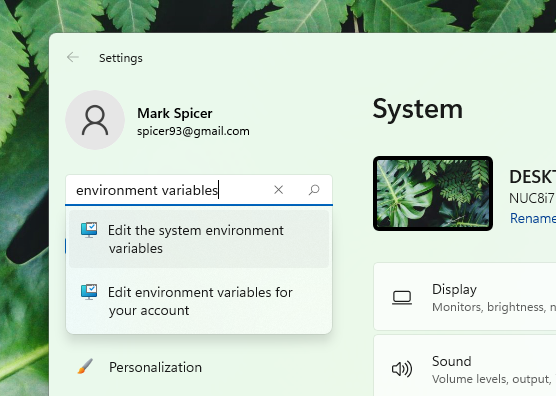 Settings
Mark Spicer
spicer93@gmail.com
environment variables
Edit the system environment
variables
Edit environment variables for
your account
Personalization
System
NUC8i7
Rename
Display
Monitors, brightness,
Sound
Volume levels, output,